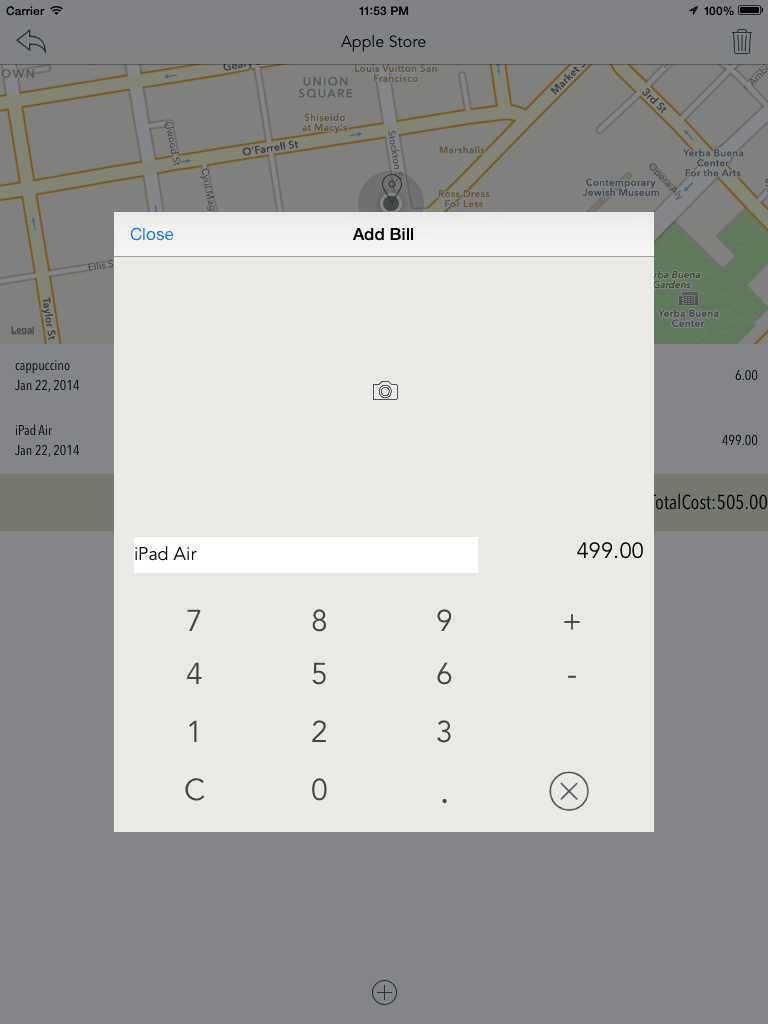 Carrier 11:53 PM 100%
Apple Store
OWN
Geary
Louis Vuitton San
Francisco
UNION
SQUARE
Market S
3rd St
Shiseido
at Macy's
O'Farrell St
Stockton S
Marshalls
Yerba Buena
Center
For the Arts
Opera Aly
Cyril Mag
Contemporary
Jewish Museum
Ross Dress
For Less
Close Add Bill
Ellis S
Taylor St
rba Buena
Gardens
Yerba Buena
Center
Legal
cappuccino
Jan 22, 2014
6.00
iPad Air
Jan 22, 2014
499.00
TotalCost:505.00
iPad Air 499.00
7 8 9 +
4 5 6 -
1 2 3
C 0 .